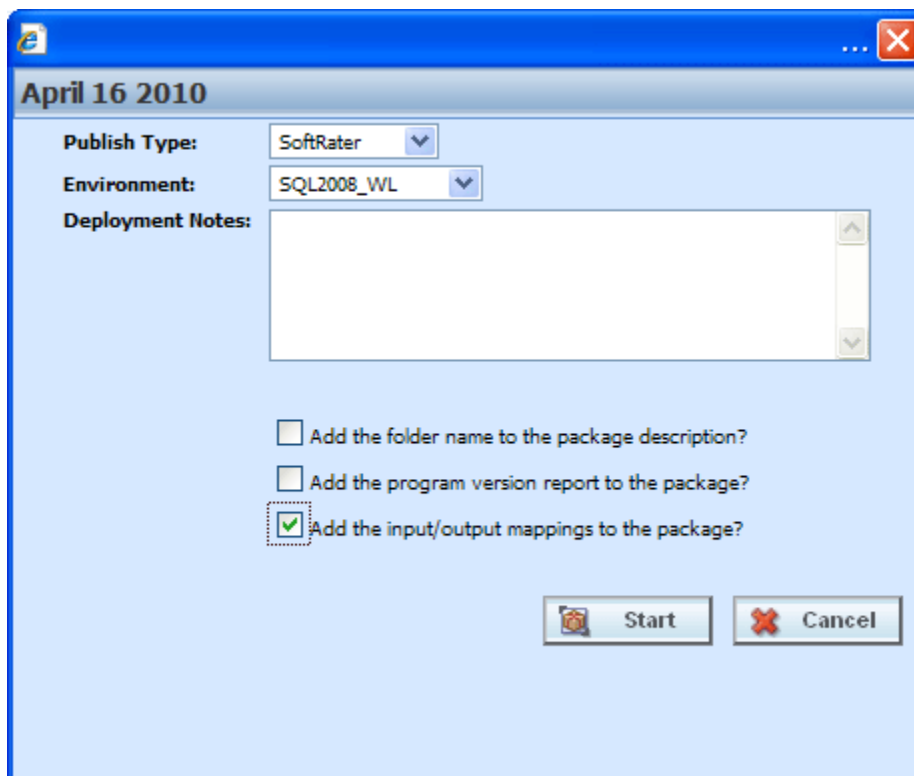 ...
April 16 2010
Publish Type: SoftRater
Environment: SQL2008_WL
Deployment Notes:
Add the folder name to the package description?
Add the program version report to the package?
Add the input/output mappings to the package?
Start Cancel